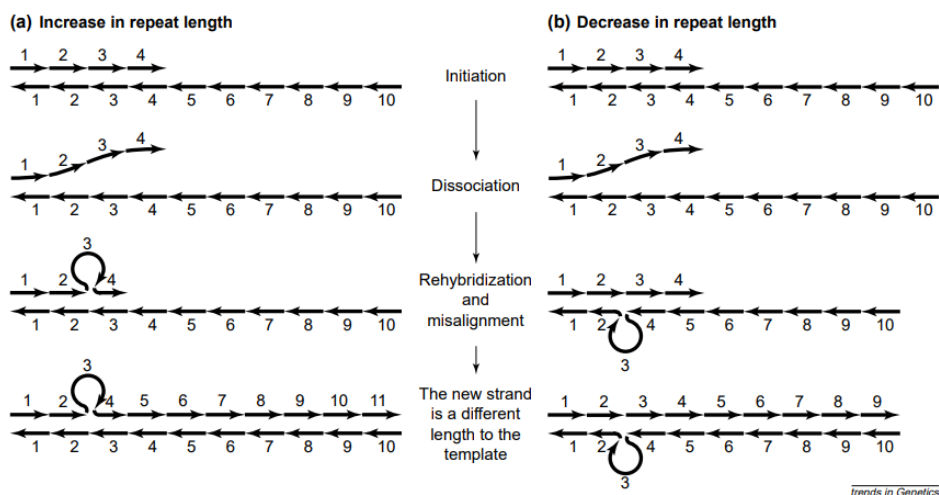 (a) Increase in repeat length
1 2 3 4
1 2 3 4 5 6 7 8 9 10
1 2 3 4
1 2 3 4 5 6 7 8 9 10
3
1 2 4
1 2 3 4 5 6 7 8 9 10
3
1 2 4 5 6 7 8 9 10 11
1 2 3 4 5 6 7 8 9 10
Initiation
Dissociation
Rehybridization
and
misalignment
The new strand
is a different
length to the
template
(b) Decrease in repeat length
1 2 3 4
1 2 3 4 5 6 7 8 9 10
1 2 3 4
1 2 3 4 5 6 7 8 9 10
1 2 3 4
1 2 4 5 6 7 8 9 10
3
1 2 3 4 5 6 7 8 9
1 2 4 5 6 7 8 9 10
3
trends in Genetics